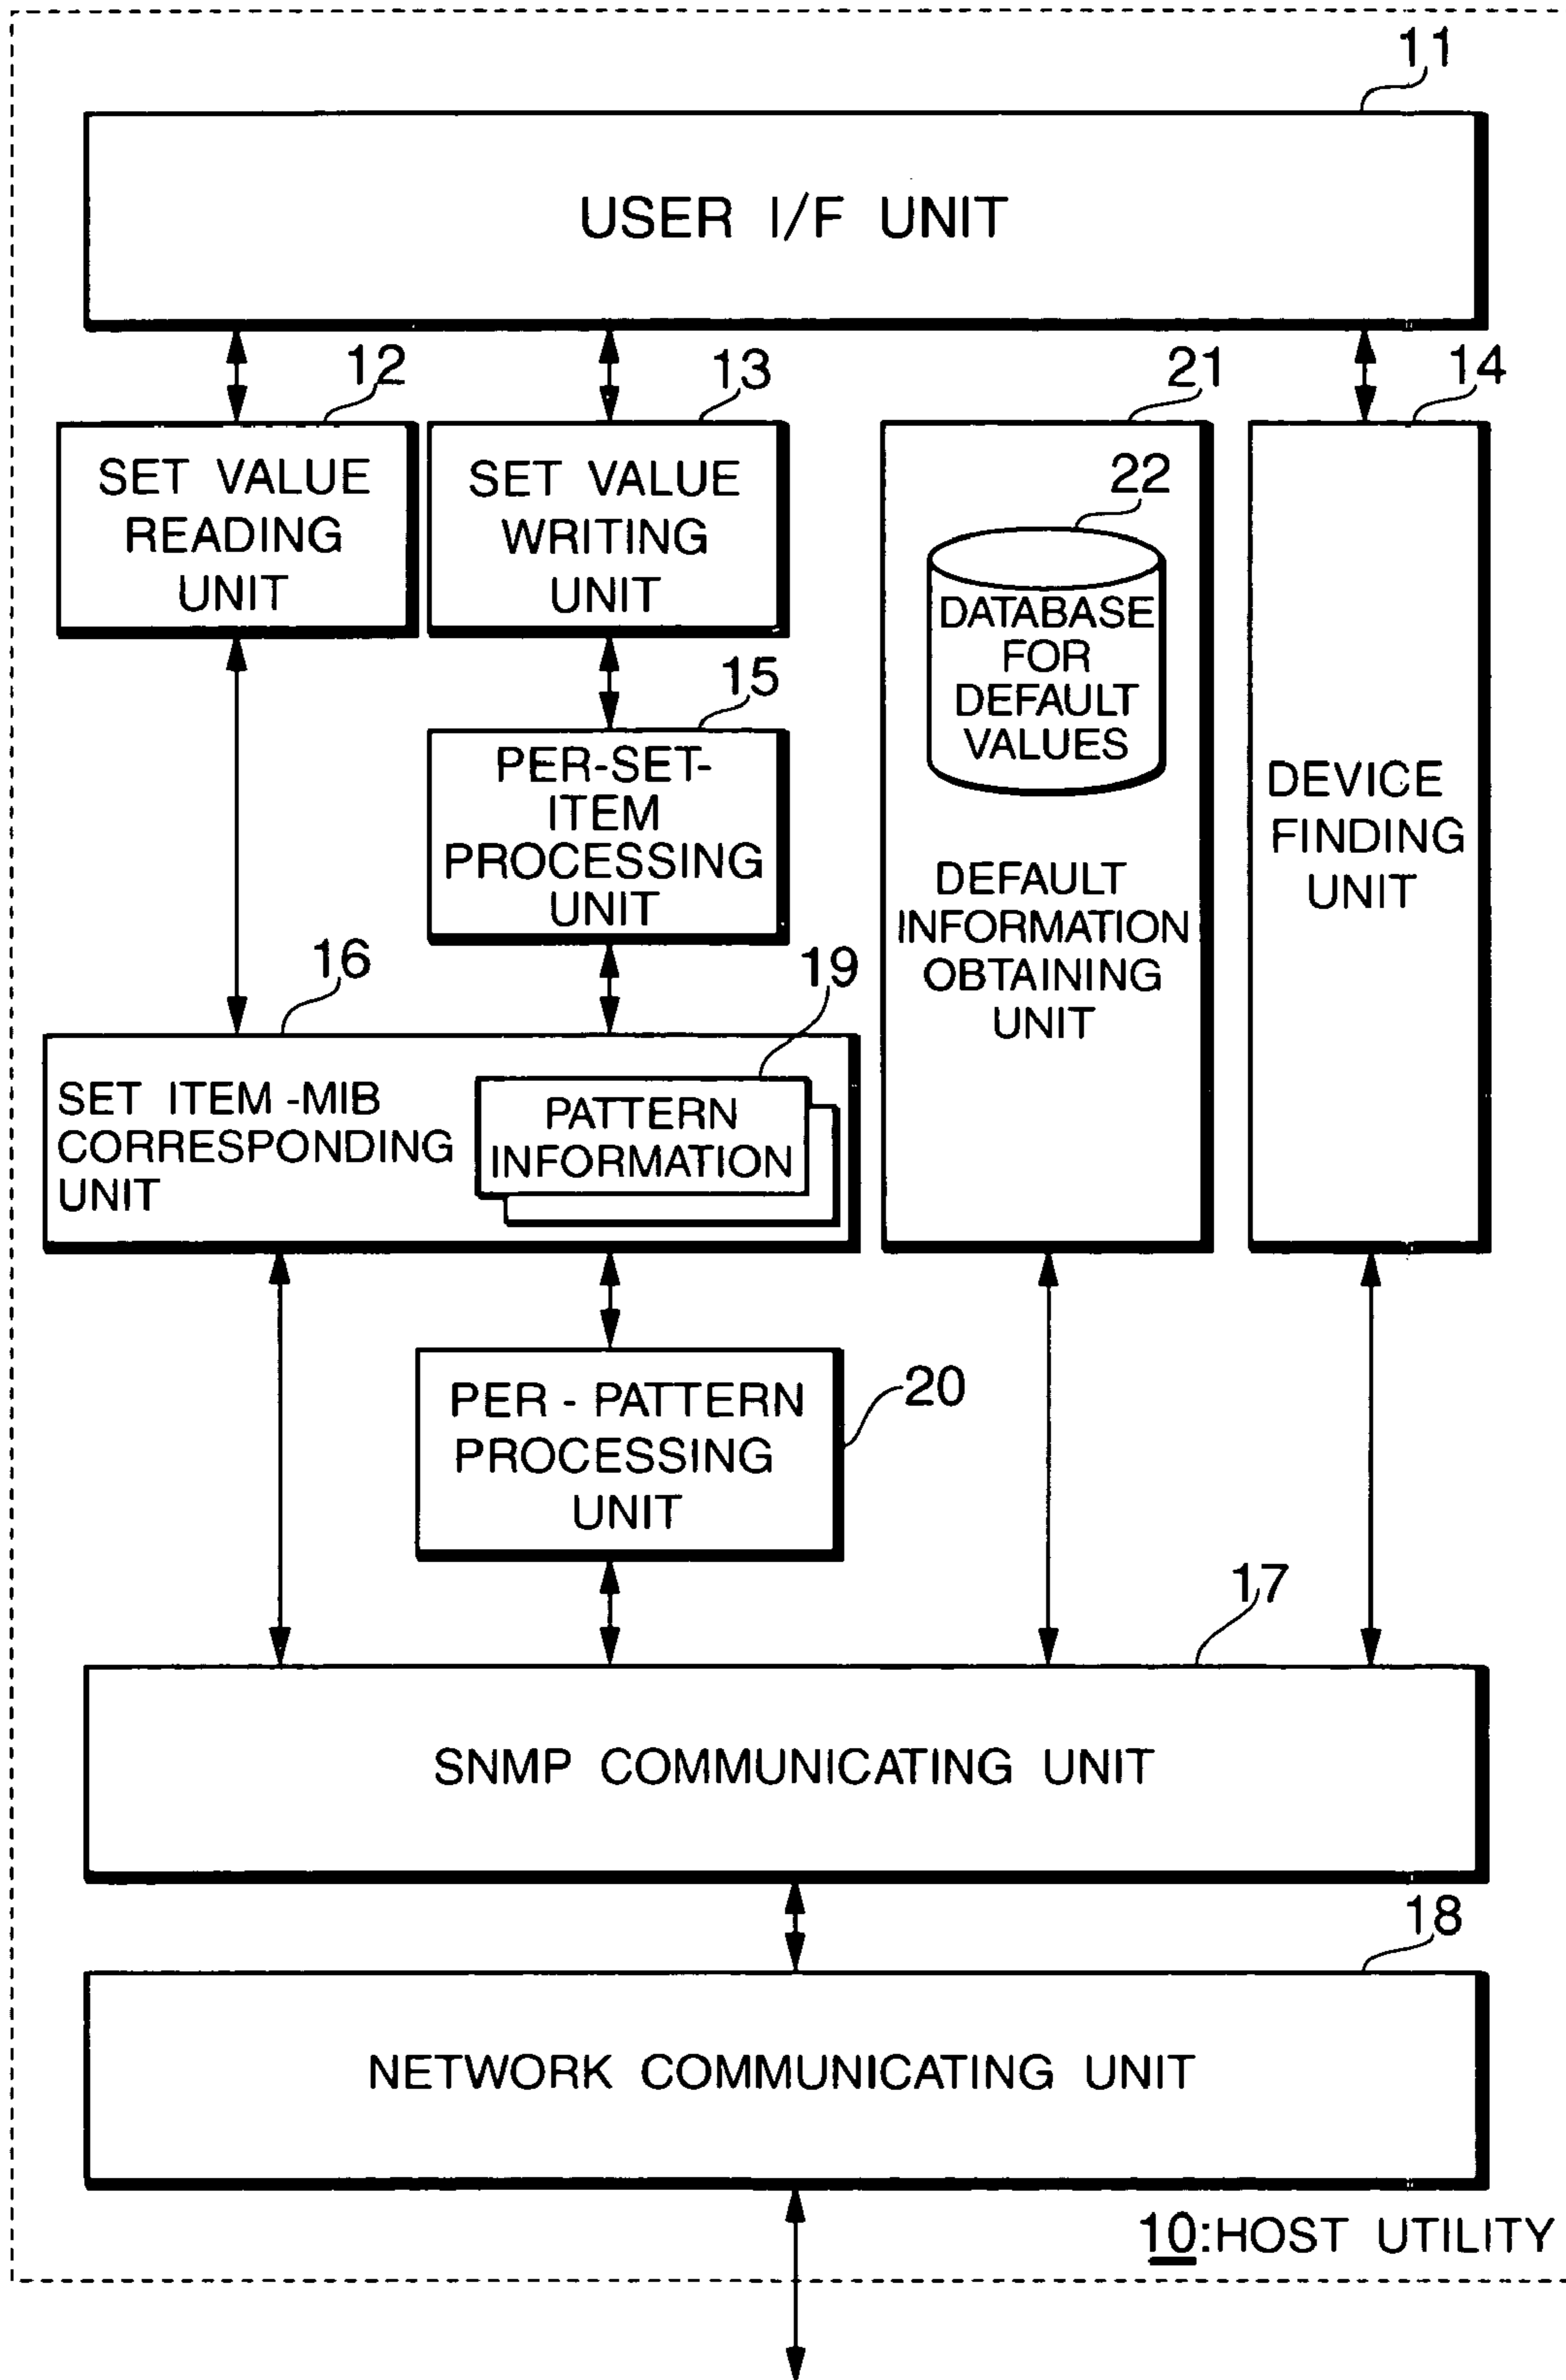 11
USER I/F UNIT
12
13
21
14
SET VALUE
READING
UNIT
SET VALUE
WRITING
UNIT
22
DATABASE
FOR
DEFAULT
VALUES
DEFAULT
INFORMATION
OBTAINING
UNIT
DEVICE
FINDING
UNIT
15
PER-SET-
ITEM
PROCESSING
UNIT
16
19
SET ITEM -MIB
CORRESPONDING
UNIT
PATTERN
INFORMATION
PER - PATTERN
PROCESSING
UNIT
20
17
SNMP COMMUNICATING UNIT
18
NETWORK COMMUNICATING UNIT
10:HOST UTILITY